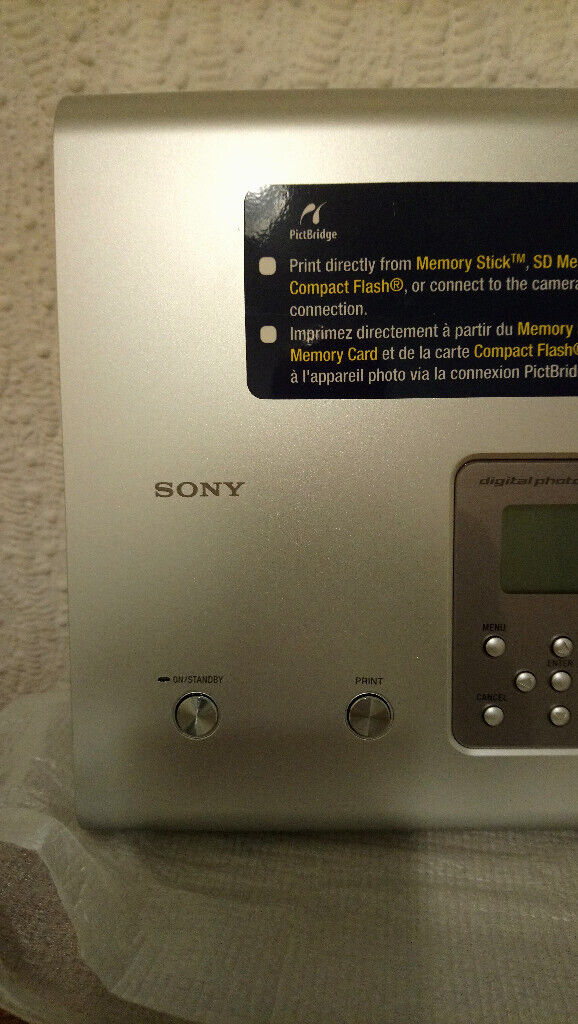 PictBridge
Print directly from Memory Stick™, SD Me
Compact Flash®, or connect to the camera
connection.
Imprimez directement à partir du Memory
Memory Card et de la carte Compact Flash®
à l'appareil photo via la connexion PictBrid
SONY
digital photo
MENU
ENTER
ON/STANDBY
PRINT
CANCEL